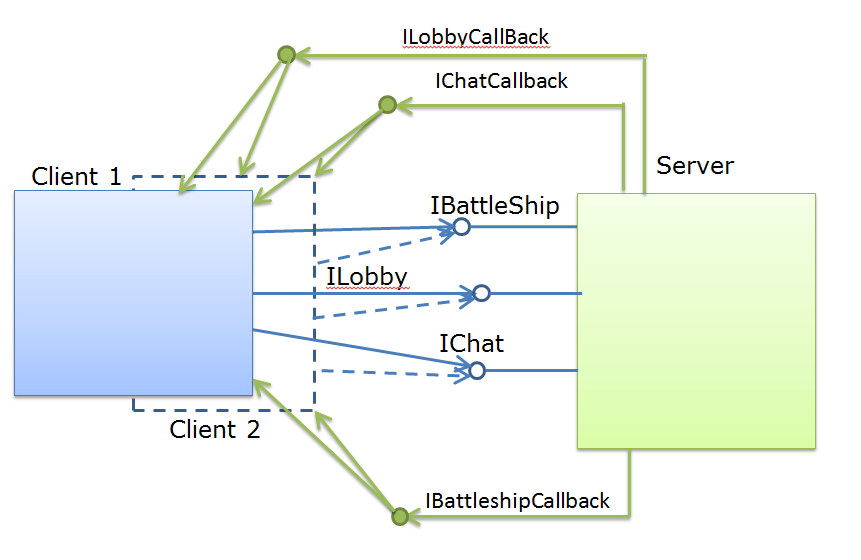 ILobbyCallBack
IChatCallback
Server
Client 1
IBattleShip
ILobby
IChat
Client 2
IBattleshipCallback